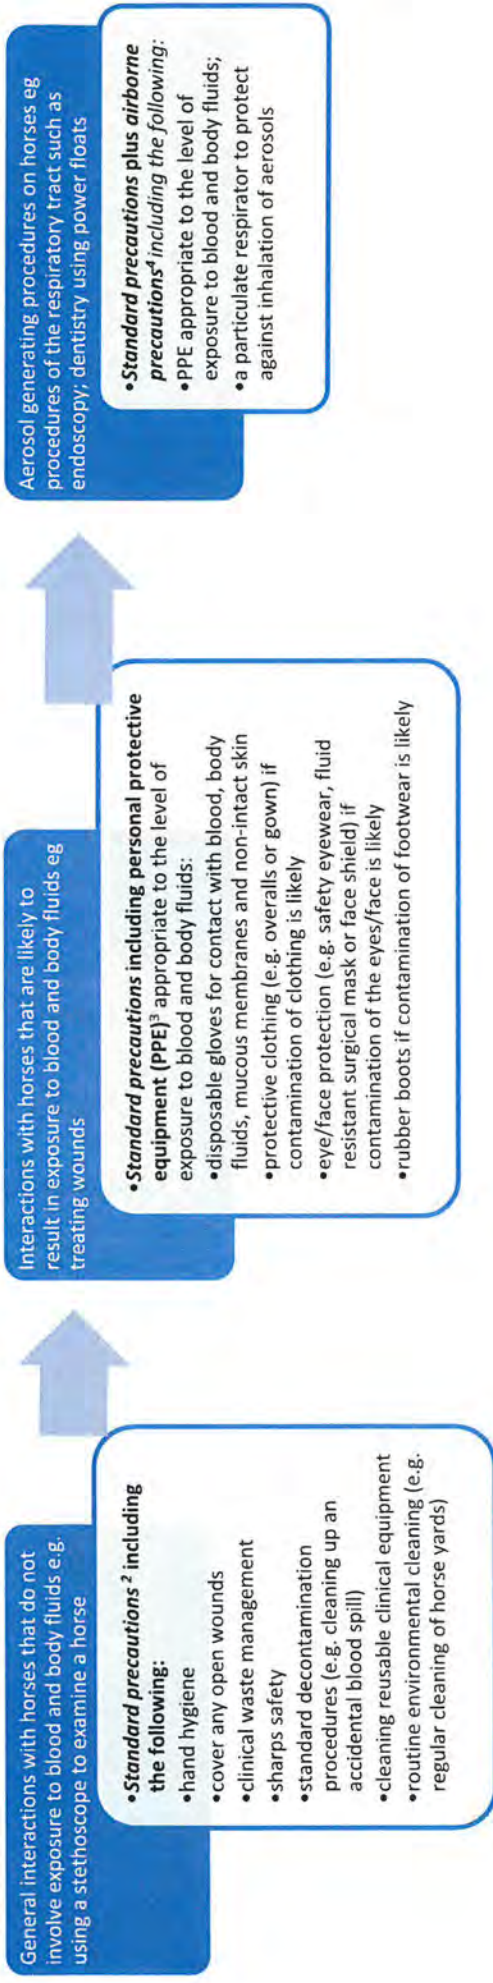 General interactions with horses that do not
involve exposure to blood and body fluids e.g.
using a stethoscope to examine a horse
•Standard precautions ² including
the following:
•hand hygiene
•cover any open wounds
•clinical waste management
•sharps safety
•standard decontamination
procedures (e.g. cleaning up an
accidental blood spill)
•cleaning reusable clinical equipment
•routine environmental cleaning (e.g.
regular cleaning of horse yards)
Interactions with horses that are likely to
result in exposure to blood and body fluids eg
treating wounds
•Standard precautions including personal protective
equipment (PPE)³ appropriate to the level of
exposure to blood and body fluids:
•disposable gloves for contact with blood, body
fluids, mucous membranes and non-intact skin
•protective clothing (e.g. overalls or gown) if
contamination of clothing is likely
•eye/face protection (e.g. safety eyewear, fluid
resistant surgical mask or face shield) if
contamination of the eyes/face is likely
•rubber boots if contamination of footwear is likely
Aerosol generating procedures on horses eg
procedures of the respiratory tract such as
endoscopy; dentistry using power floats
•Standard precautions plus airborne
precautions⁴ including the following:
•PPE appropriate to the level of
exposure to blood and body fluids;
•a particulate respirator to protect
against inhalation of aerosols